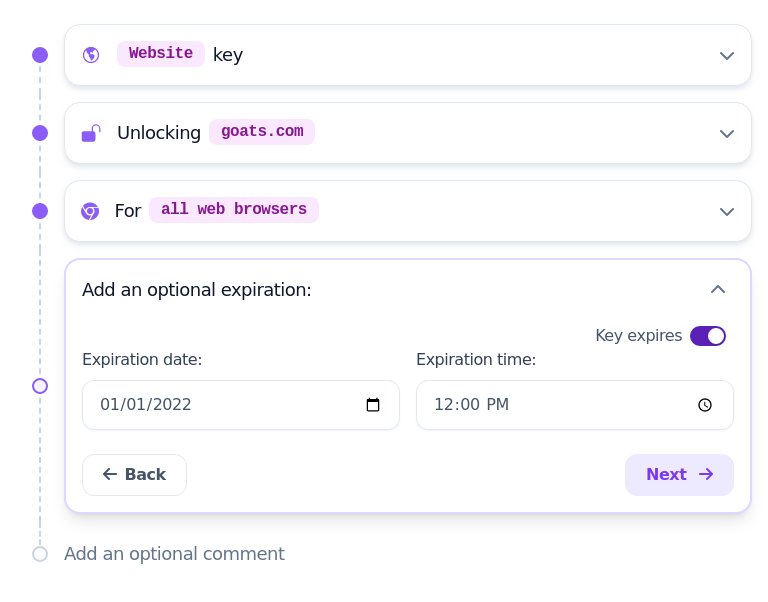 Website key
Unlocking goats.com
For all web browsers
Add an optional expiration:
Key expires
Expiration date: Expiration time:
01/01/2022 12:00 PM
← Back Next →
Add an optional comment